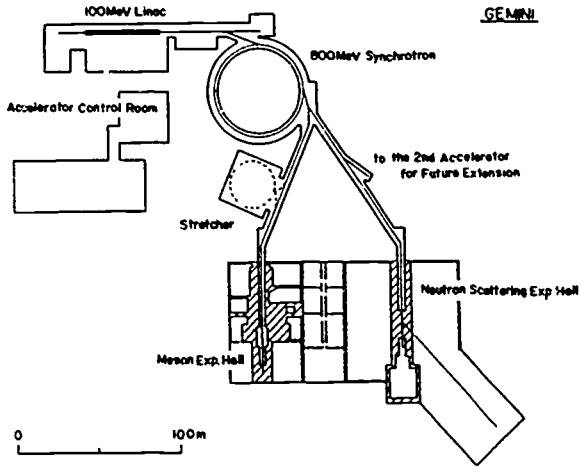 100MeV Linac
GEMINI
800MeV Synchrotron
Accelerator Control Room
to the 2nd Accelerator
for Future Extension
Stretcher
Neutron Scattering Exp. Hall
Meson Exp. Hall
0
100m